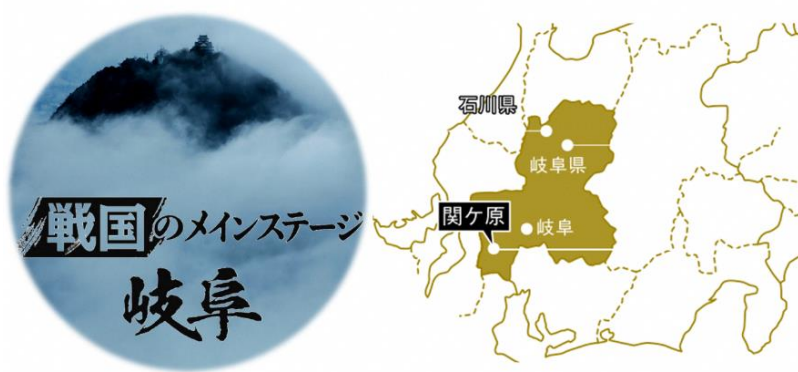 戦国のメインステージ
岐阜
石川県
岐阜県
関ケ原
岐阜